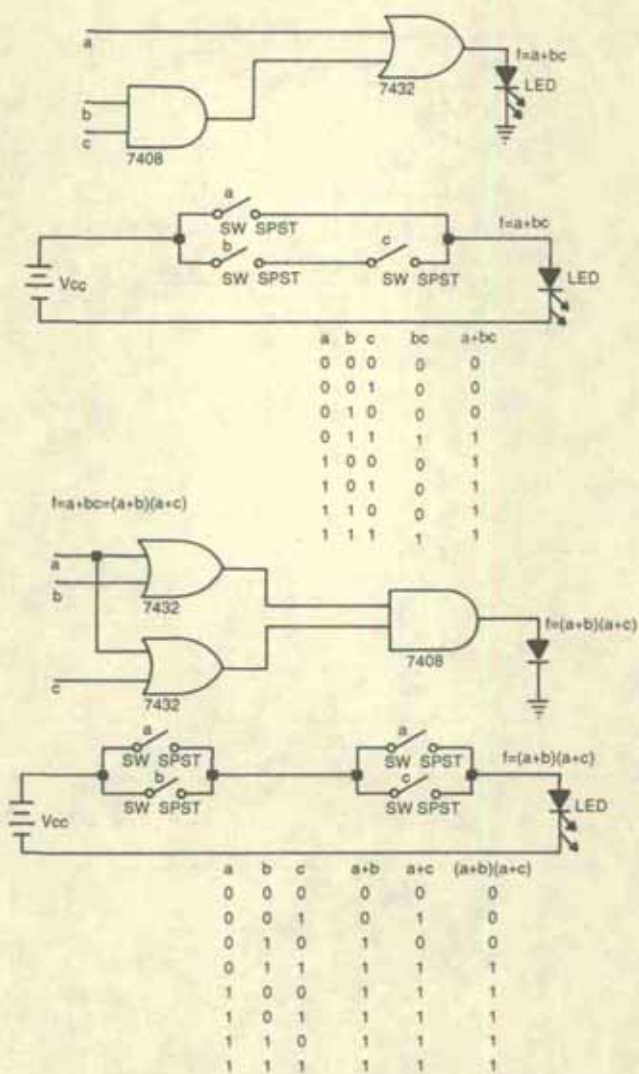 a
f=a+bc
LED
7432
b
c
7408
a
SW SPST
f=a+bc
b
c
SW SPST
SW SPST
Vcc
LED
a b c bc a+bc
0 0 0 0 0
0 0 1 0 0
0 1 0 0 0
0 1 1 1 1
1 0 0 0 1
1 0 1 0 1
1 1 0 0 1
1 1 1 1 1
f=a+bc=(a+b)(a+c)
a
b
7432
f=(a+b)(a+c)
7408
c
7432
a
a
SW SPST
SW SPST
f=(a+b)(a+c)
b
c
SW SPST
SW SPST
Vcc
LED
a b c a+b a+c (a+b)(a+c)
0 0 0 0 0 0
0 0 1 0 1 0
0 1 0 1 0 0
0 1 1 1 1 1
1 0 0 1 1 1
1 0 1 1 1 1
1 1 0 1 1 1
1 1 1 1 1 1